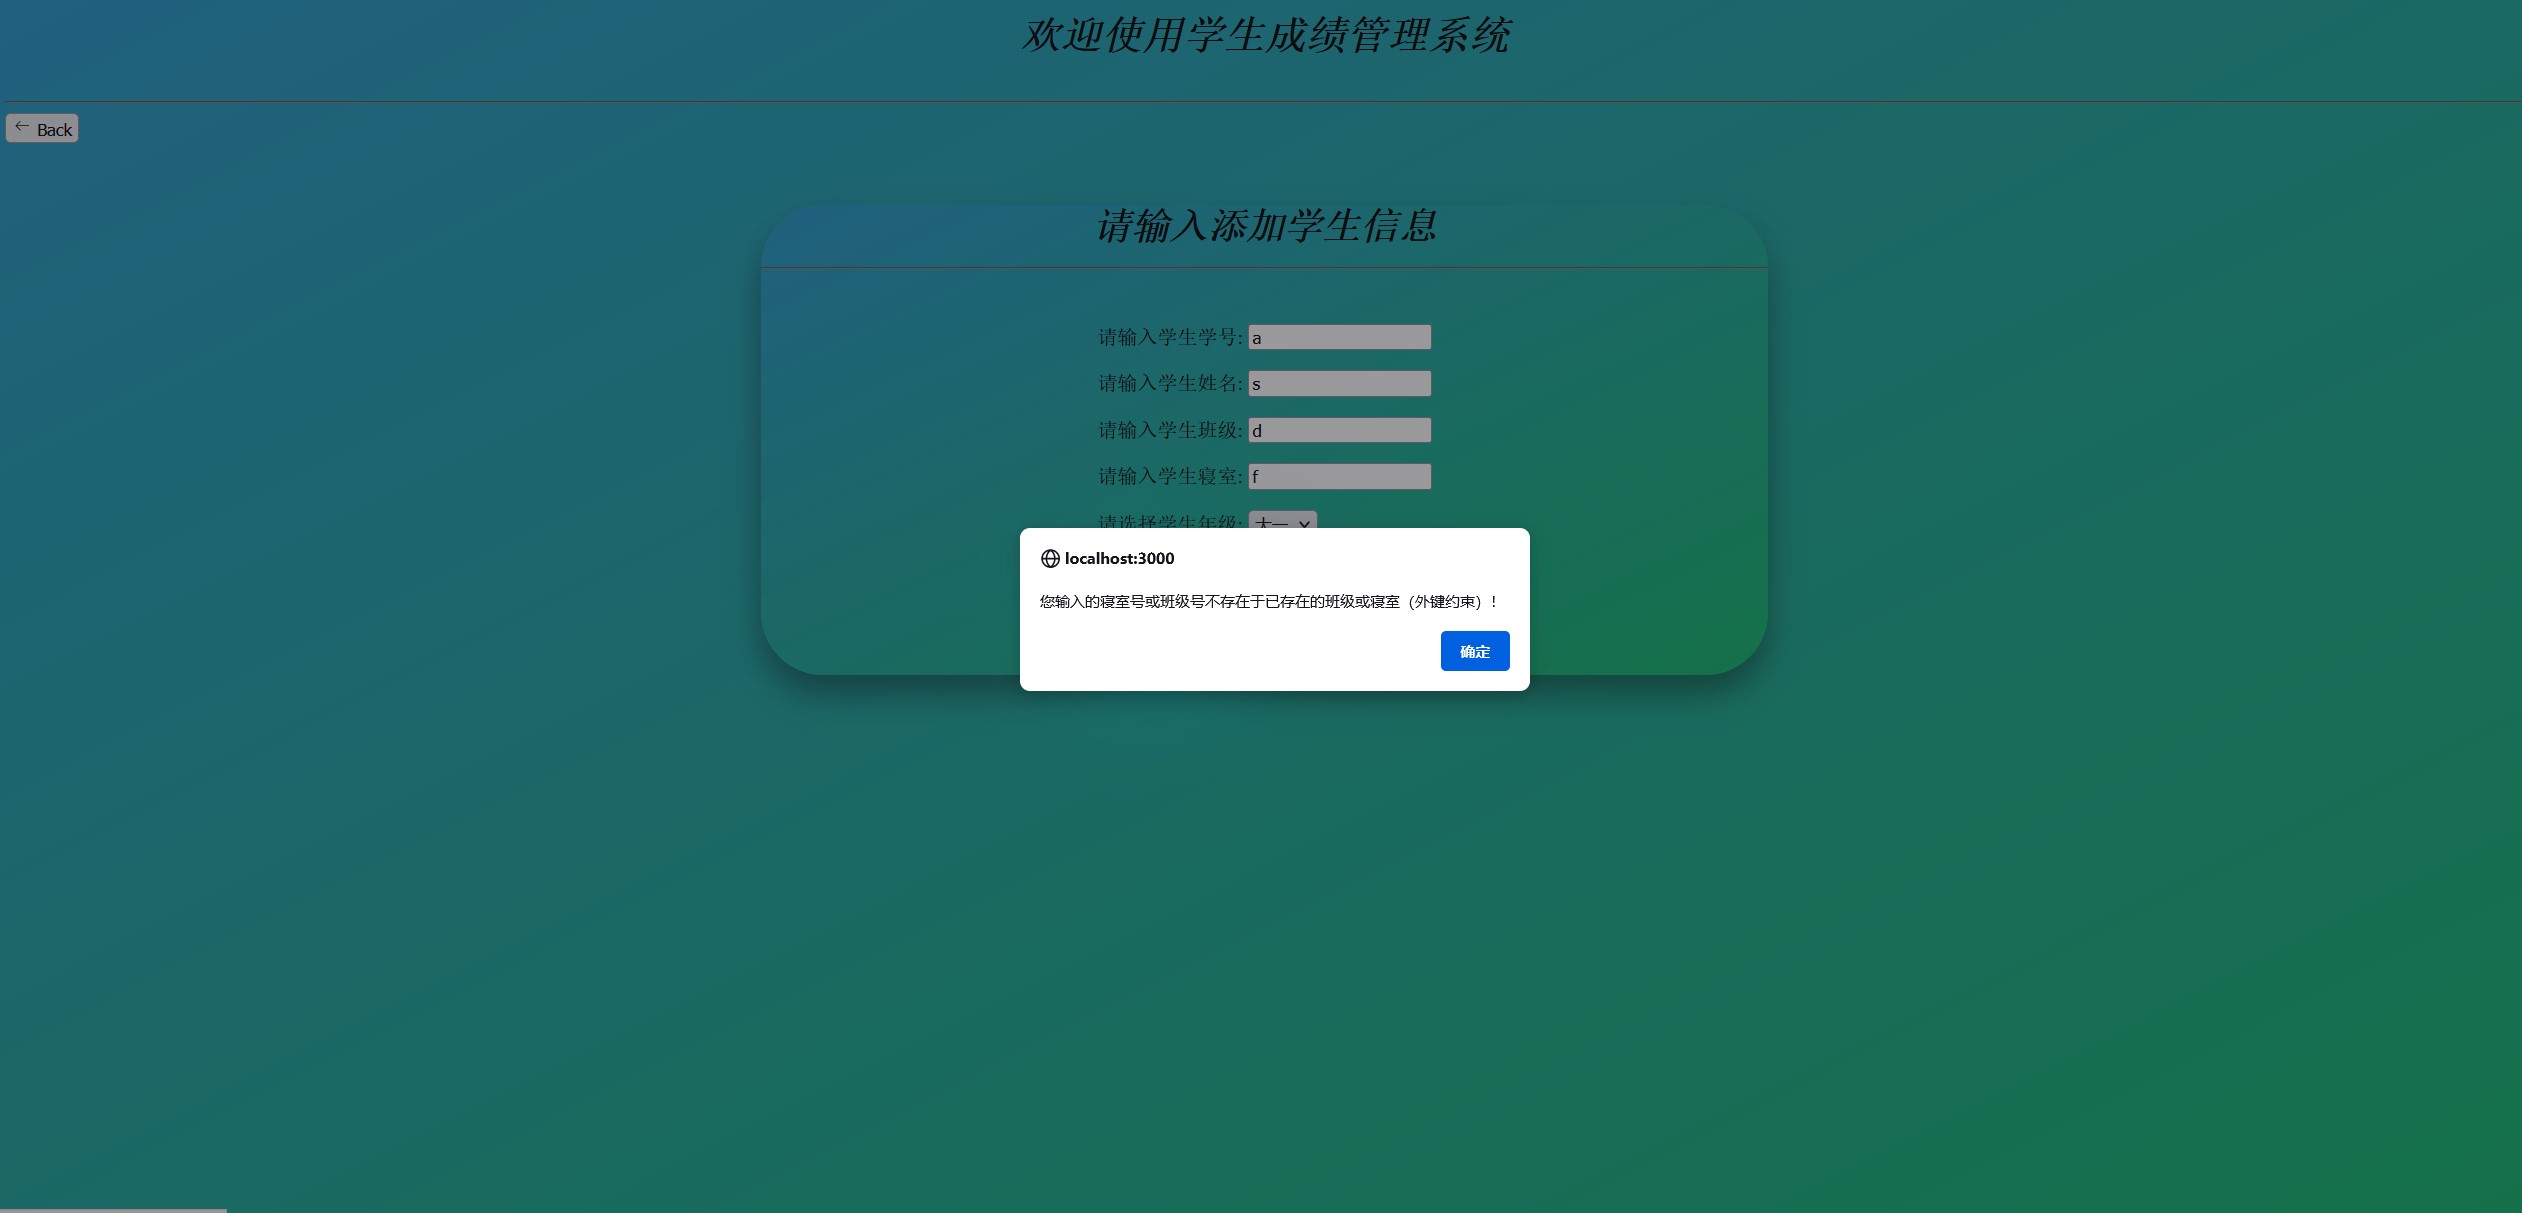 欢迎使用学生成绩管理系统
← Back
请输入添加学生信息
请输入学生学号: a
请输入学生姓名: s
请输入学生班级: d
请输入学生寝室: f
请选择学生年级: 大一
localhost:3000
您输入的寝室号或班级号不存在于已存在的班级或寝室（外键约束）！
确定